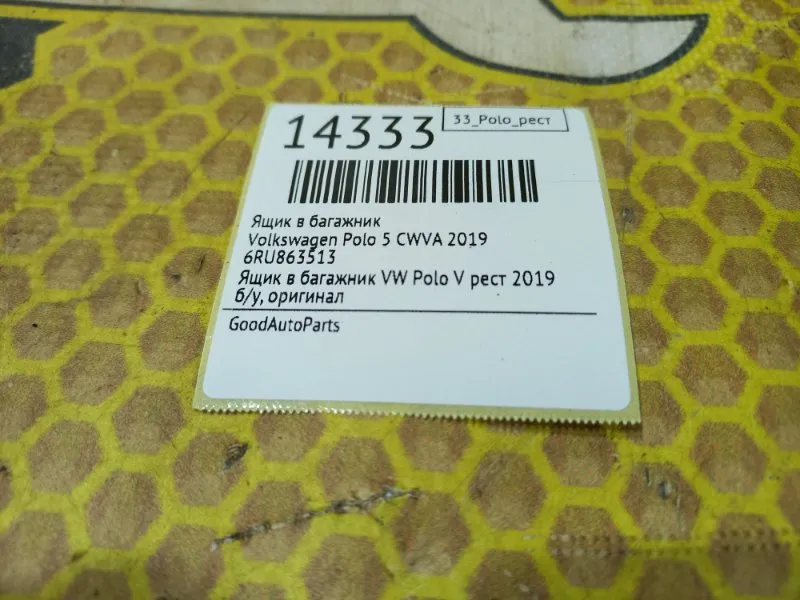 14333
33_Polo_рест
Ящик в багажник
Volkswagen Polo 5 CWVA 2019
6RU863513
Ящик в багажник VW Polo V рест 2019
б/у, оригинал
GoodAutoParts